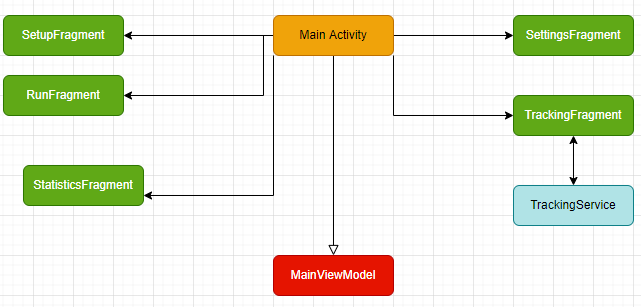 SetupFragment
Main Activity
SettingsFragment
RunFragment
TrackingFragment
StatisticsFragment
TrackingService
MainViewModel